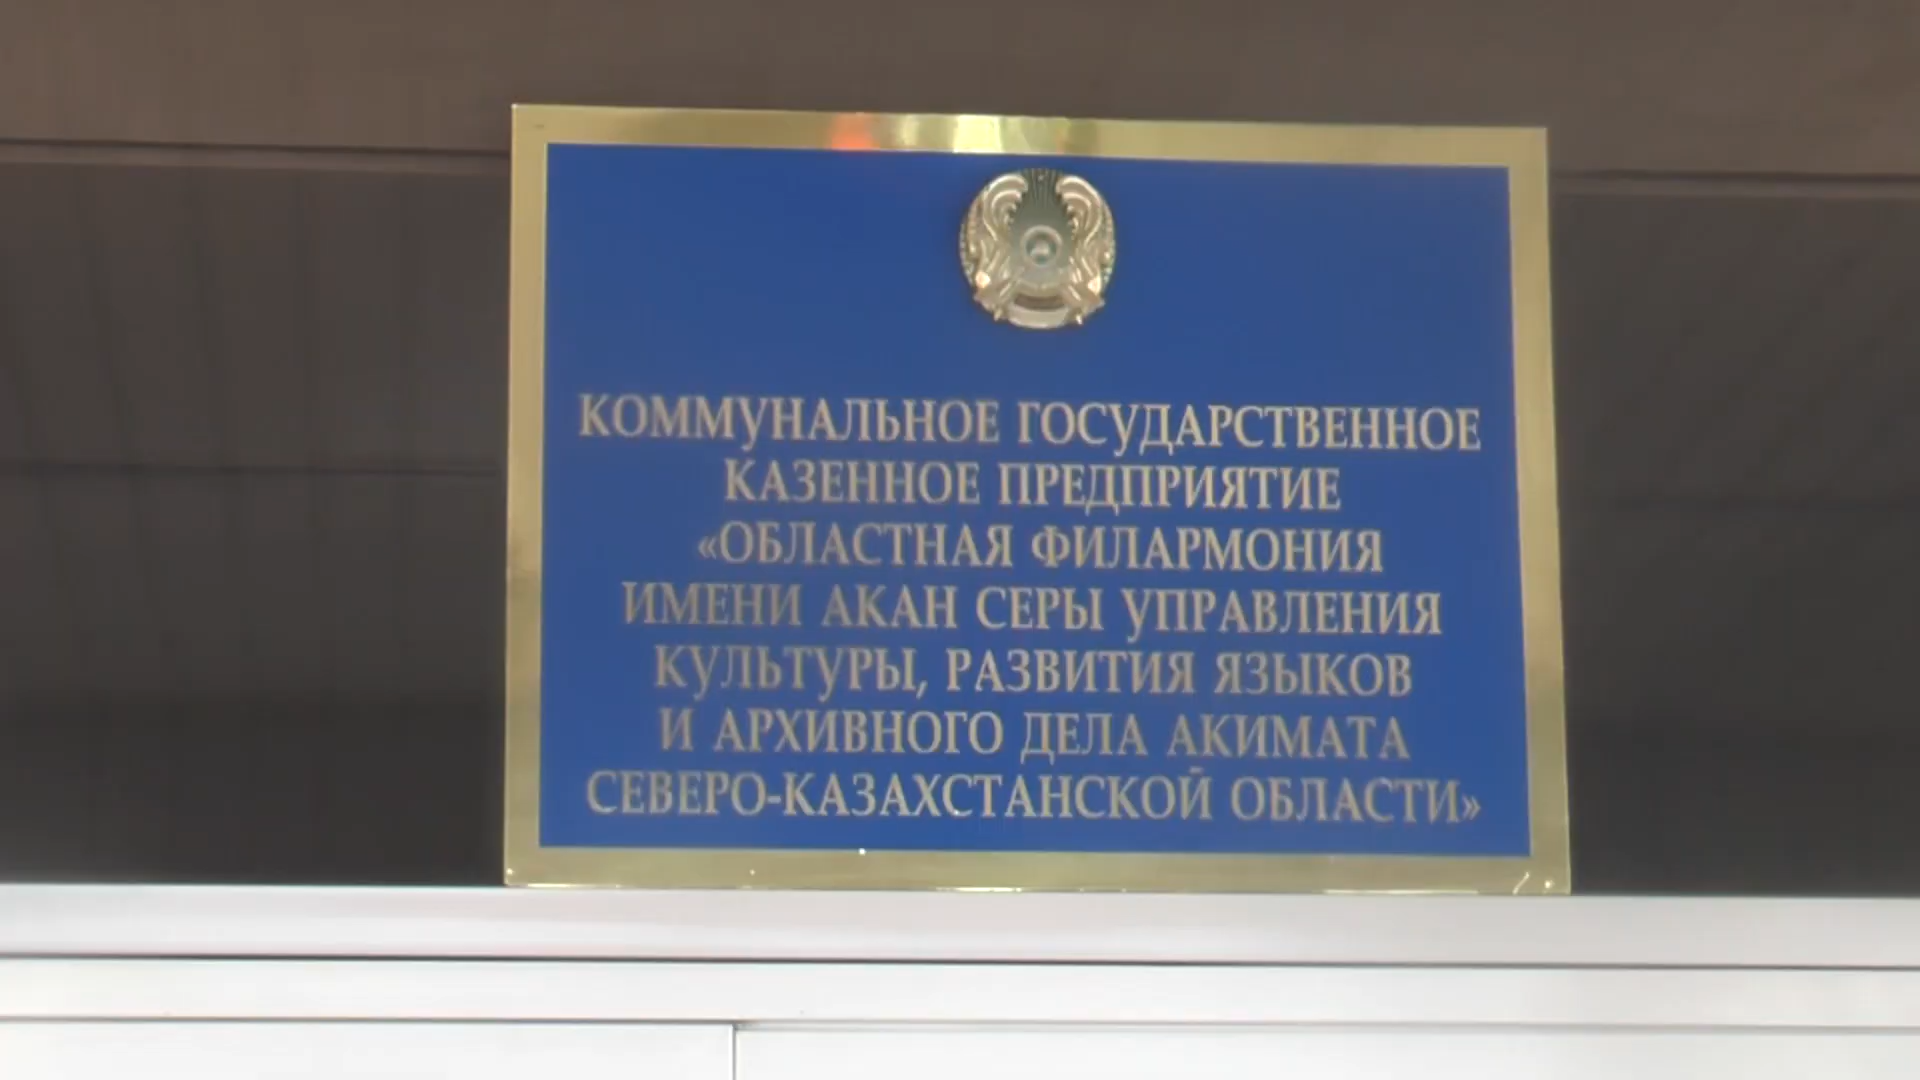 КОММУНАЛЬНОЕ ГОСУДАРСТВЕННОЕ
КАЗЕННОЕ ПРЕДПРИЯТИЕ
«ОБЛАСТНАЯ ФИЛАРМОНИЯ
ИМЕНИ АКАН СЕРЫ УПРАВЛЕНИЯ
КУЛЬТУРЫ, РАЗВИТИЯ ЯЗЫКОВ
И АРХИВНОГО ДЕЛА АКИМАТА
СЕВЕРО-КАЗАХСТАНСКОЙ ОБЛАСТИ»